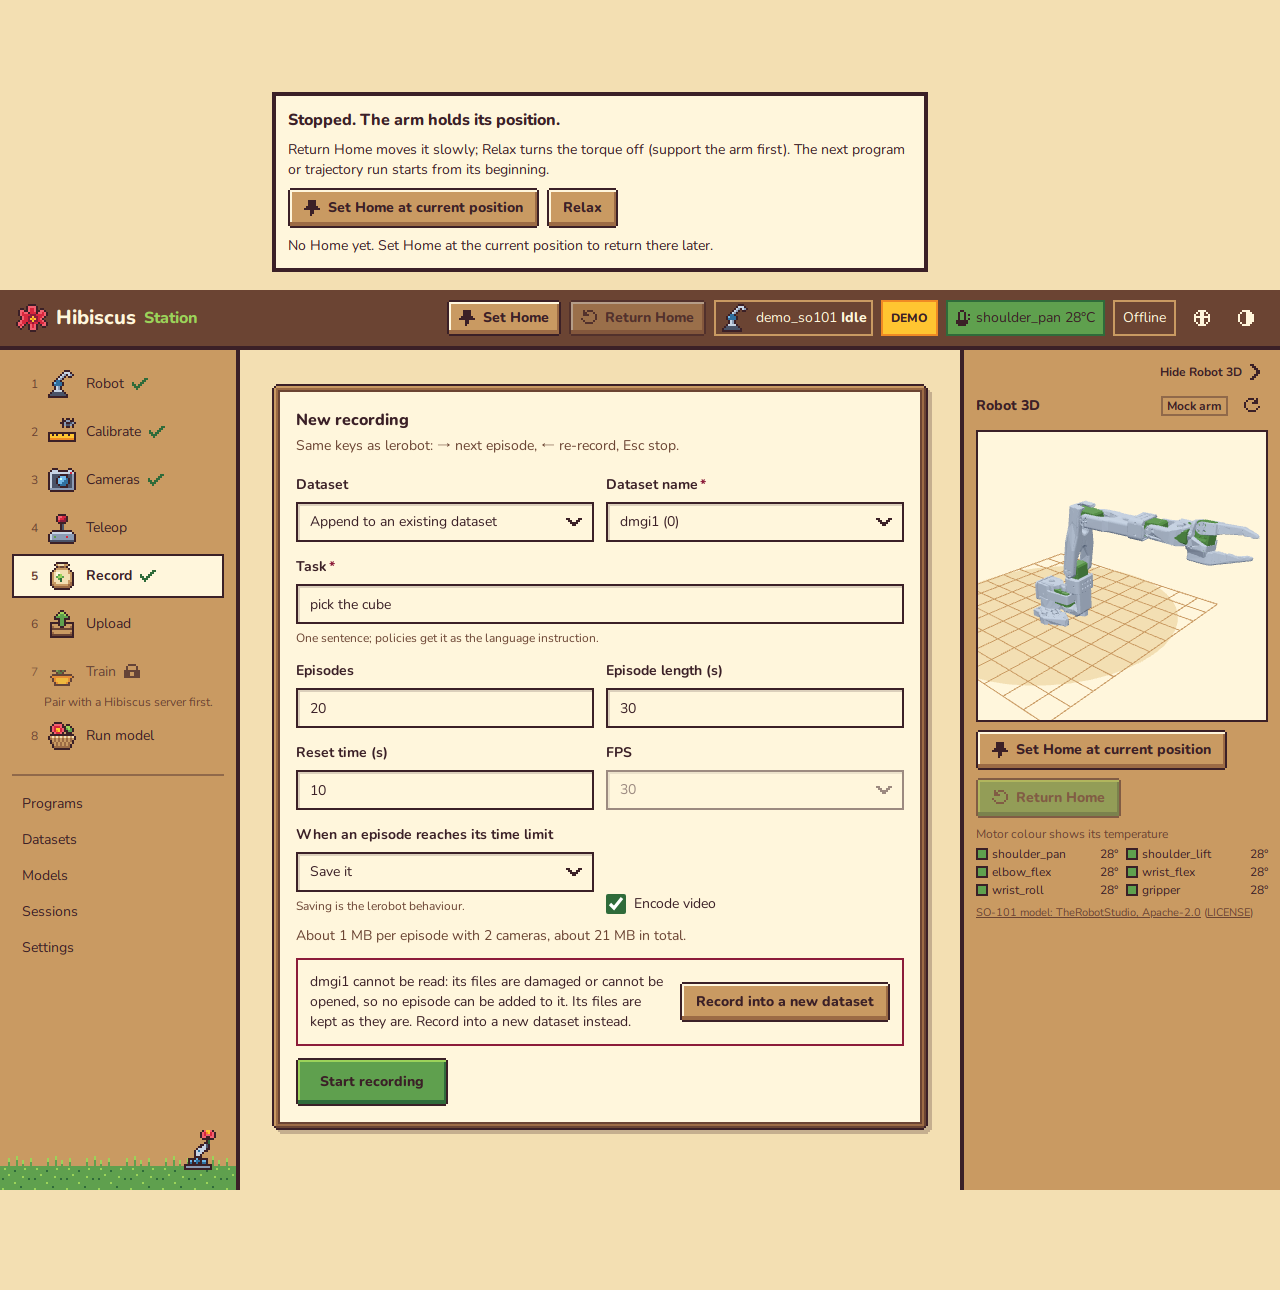 Stopped. The arm holds its position.
Return Home moves it slowly; Relax turns the torque off (support the arm first). The next program
or trajectory run starts from its beginning.
Set Home at current position
Relax
No Home yet. Set Home at the current position to return there later.
Hibiscus Station
Set Home
Return Home
demo_so101 Idle
DEMO
shoulder_pan 28°C
Offline
1 Robot
2 Calibrate
3 Cameras
4 Teleop
5 Record
6 Upload
7 Train
Pair with a Hibiscus server first.
8 Run model
Programs
Datasets
Models
Sessions
Settings
New recording
Same keys as lerobot: → next episode, ← re-record, Esc stop.
Dataset
Append to an existing dataset
Dataset name *
dmgi1 (0)
Task *
pick the cube
One sentence; policies get it as the language instruction.
Episodes
20
Episode length (s)
30
Reset time (s)
10
FPS
30
When an episode reaches its time limit
Save it
Saving is the lerobot behaviour.
Encode video
About 1 MB per episode with 2 cameras, about 21 MB in total.
dmgi1 cannot be read: its files are damaged or cannot be
opened, so no episode can be added to it. Its files are
kept as they are. Record into a new dataset instead.
Record into a new dataset
Start recording
Hide Robot 3D
Robot 3D
Mock arm
Set Home at current position
Return Home
Motor colour shows its temperature
shoulder_pan 28° shoulder_lift 28°
elbow_flex 28° wrist_flex 28°
wrist_roll 28° gripper 28°
SO-101 model: TheRobotStudio, Apache-2.0 (LICENSE)